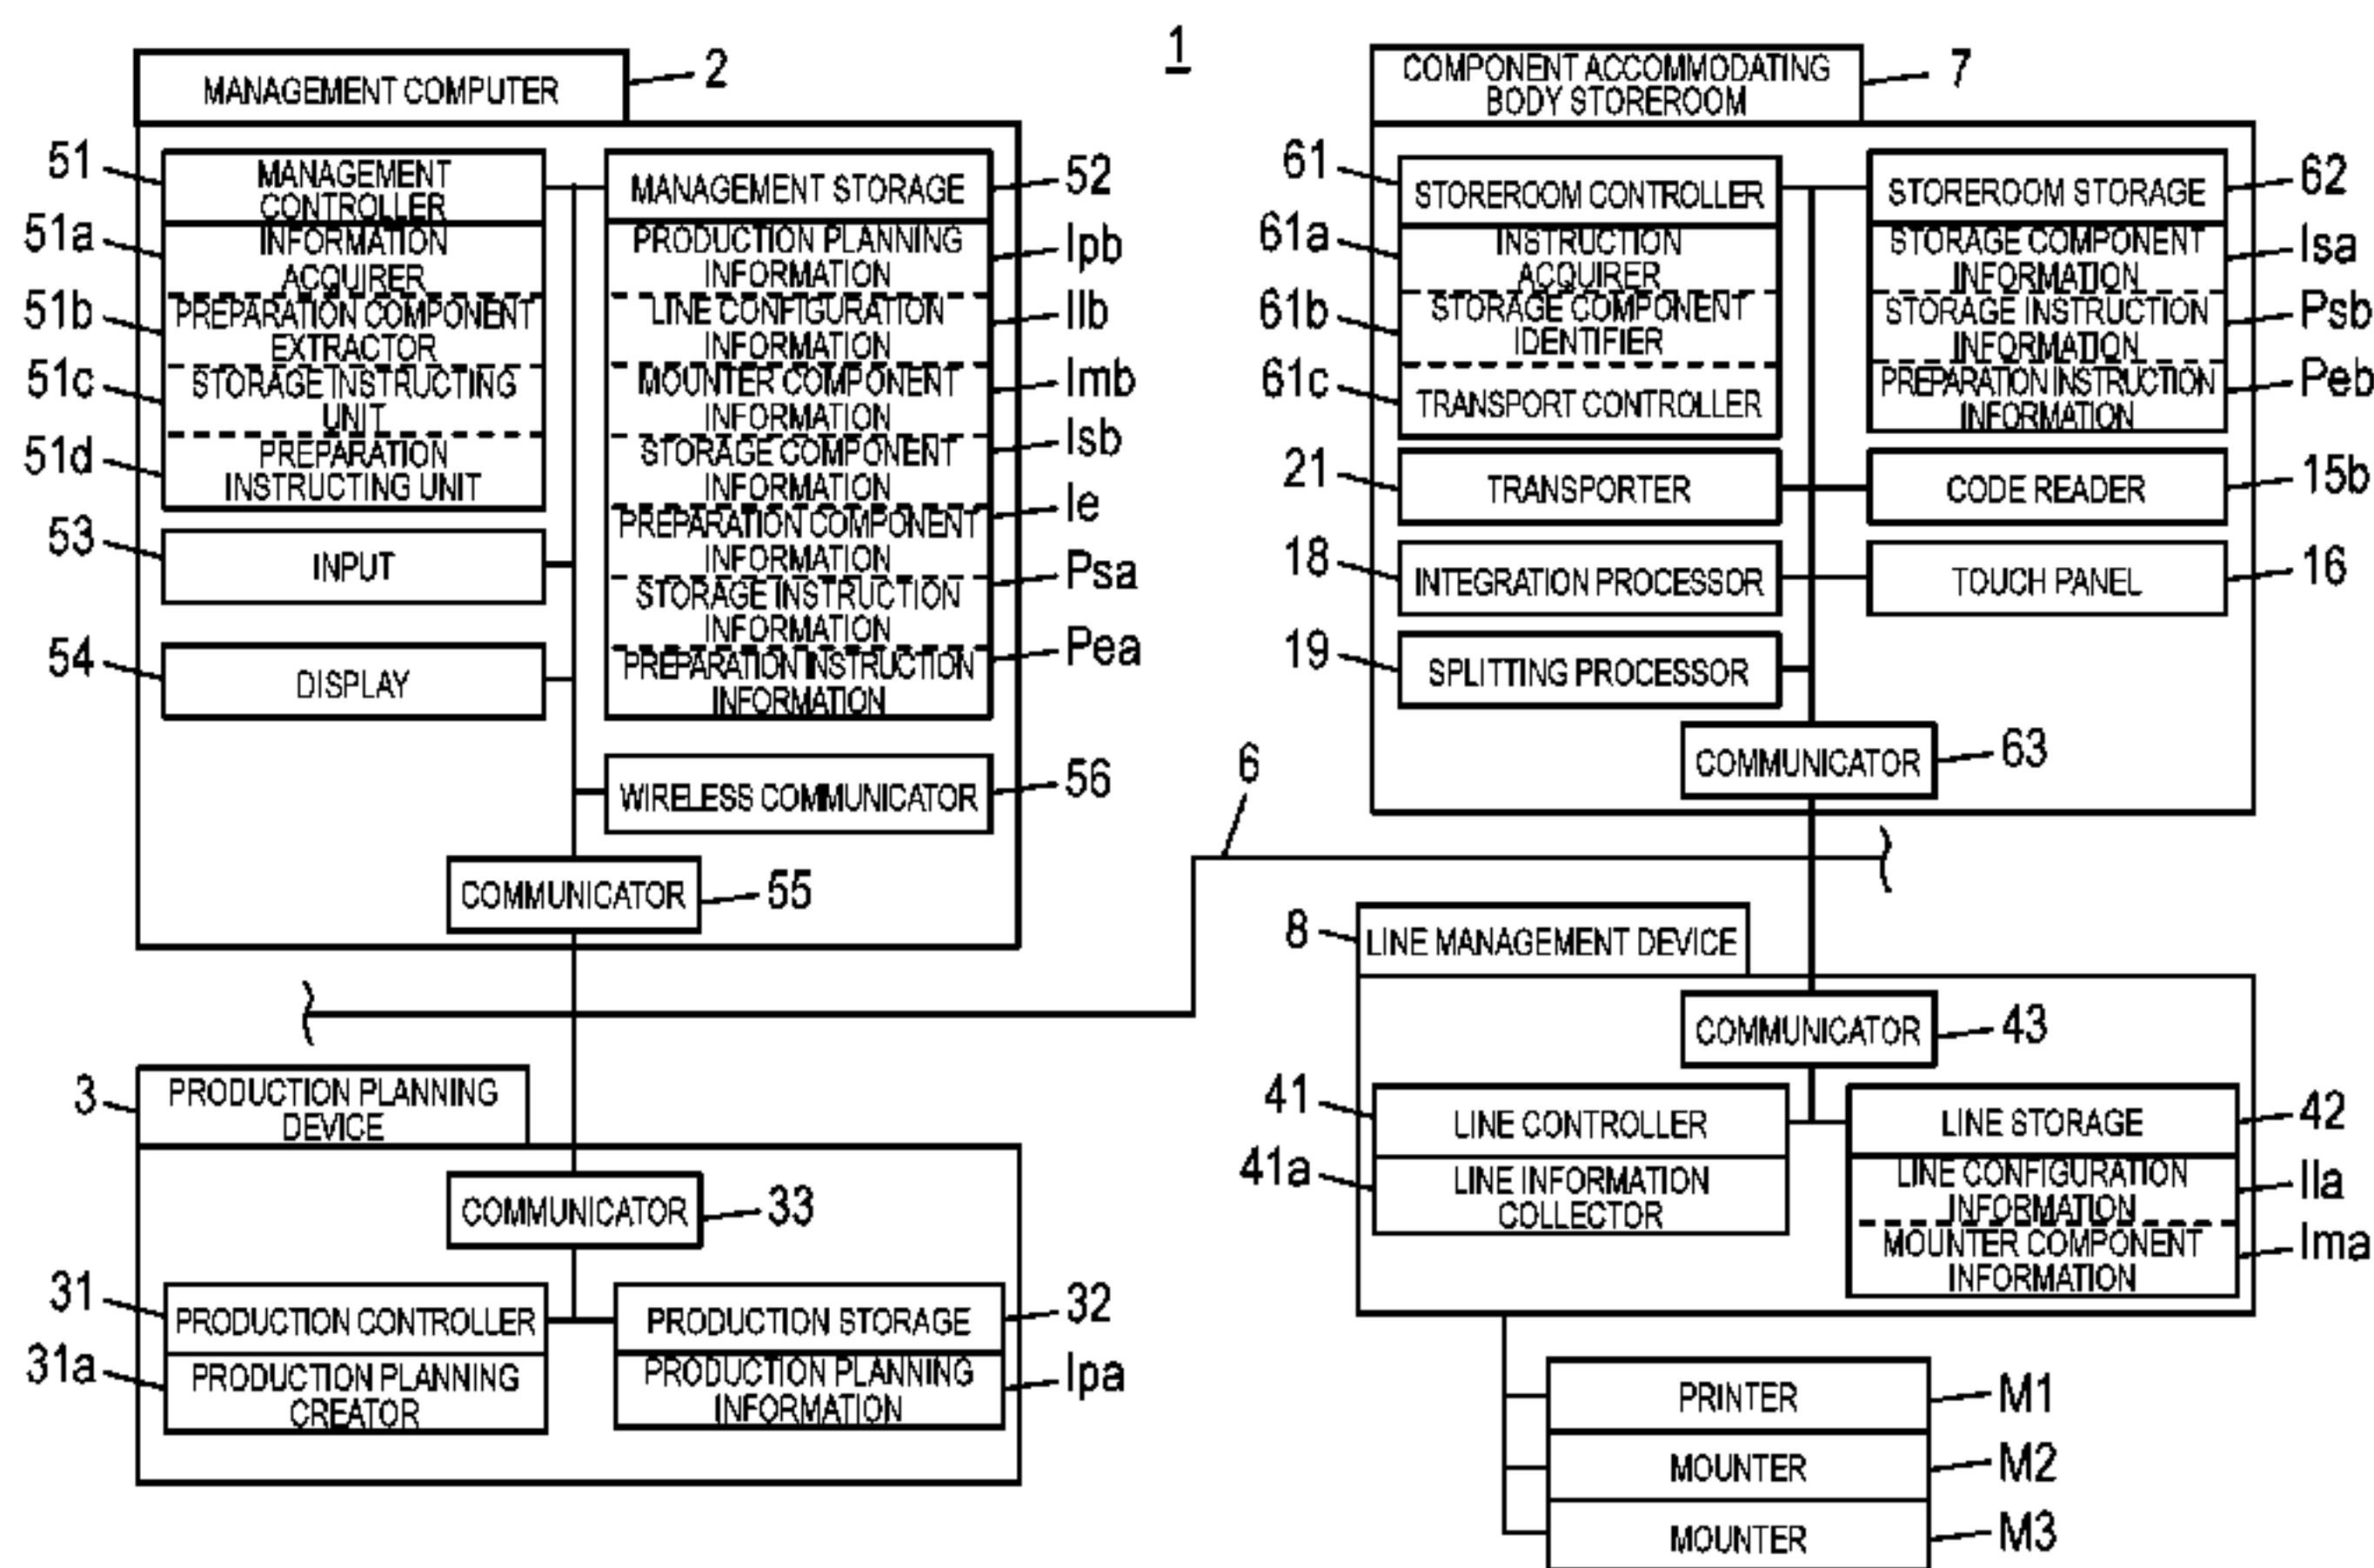 1
MANAGEMENT COMPUTER
2
51
MANAGEMENT
CONTROLLER
51a
INFORMATION
ACQUIRER
51b
PREPARATION COMPONENT
EXTRACTOR
51c
STORAGE INSTRUCTING
UNIT
51d
PREPARATION
INSTRUCTING UNIT
53
INPUT
54
DISPLAY
MANAGEMENT STORAGE
52
PRODUCTION PLANNING
INFORMATION
Ipb
LINE CONFIGURATION
INFORMATION
Ilb
MOUNTER COMPONENT
INFORMATION
Imb
STORAGE COMPONENT
INFORMATION
Isb
PREPARATION COMPONENT
INFORMATION
Ie
STORAGE INSTRUCTION
INFORMATION
Psa
PREPARATION INSTRUCTION
INFORMATION
Pea
WIRELESS COMMUNICATOR
56
COMMUNICATOR
55
6
3
PRODUCTION PLANNING
DEVICE
COMMUNICATOR
33
31
PRODUCTION CONTROLLER
31a
PRODUCTION PLANNING
CREATOR
PRODUCTION STORAGE
32
PRODUCTION PLANNING
INFORMATION
Ipa
COMPONENT ACCOMMODATING
BODY STOREROOM
7
61
STOREROOM CONTROLLER
61a
INSTRUCTION
ACQUIRER
61b
STORAGE COMPONENT
IDENTIFIER
61c
TRANSPORT CONTROLLER
21
TRANSPORTER
18
INTEGRATION PROCESSOR
19
SPLITTING PROCESSOR
STOREROOM STORAGE
62
STORAGE COMPONENT
INFORMATION
Isa
STORAGE INSTRUCTION
INFORMATION
Psb
PREPARATION INSTRUCTION
INFORMATION
Peb
CODE READER
15b
TOUCH PANEL
16
COMMUNICATOR
63
8
LINE MANAGEMENT DEVICE
COMMUNICATOR
43
41
LINE CONTROLLER
41a
LINE INFORMATION
COLLECTOR
LINE STORAGE
42
LINE CONFIGURATION
INFORMATION
Ila
MOUNTER COMPONENT
INFORMATION
Ima
PRINTER
M1
MOUNTER
M2
MOUNTER
M3